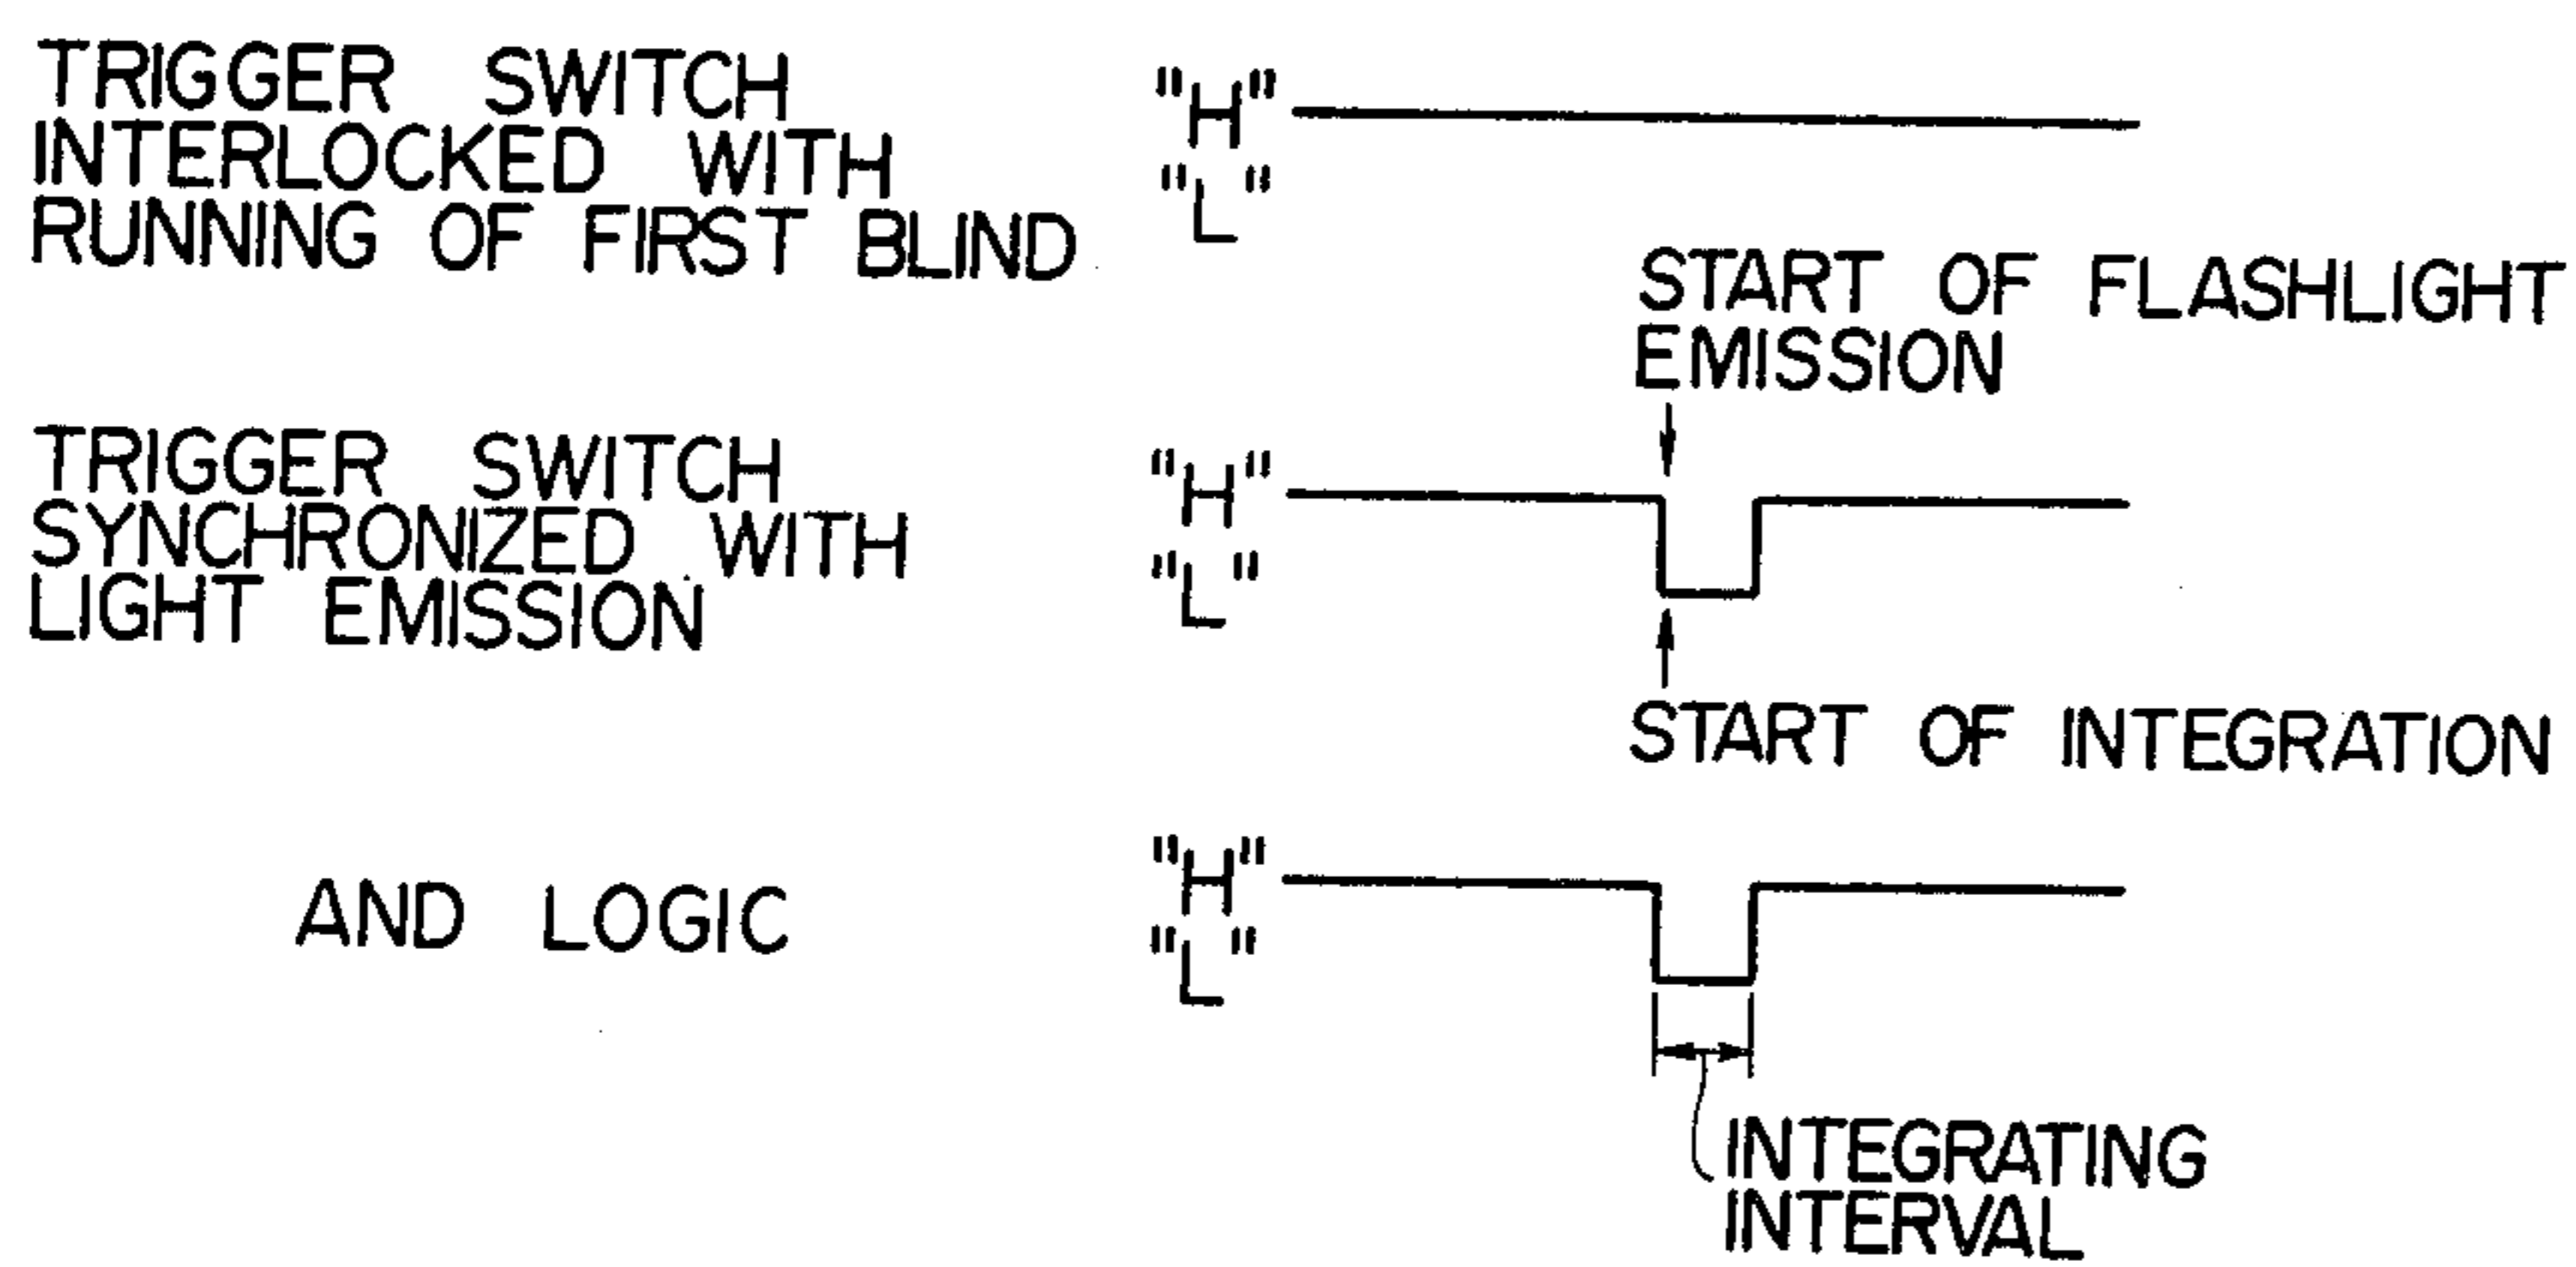 TRIGGER SWITCH
INTERLOCKED WITH
RUNNING OF FIRST BLIND
"H"
"L"
START OF FLASHLIGHT
EMISSION
TRIGGER SWITCH
SYNCHRONIZED WITH
LIGHT EMISSION
"H"
"L"
START OF INTEGRATION
AND LOGIC
"H"
"L"
INTEGRATING
INTERVAL